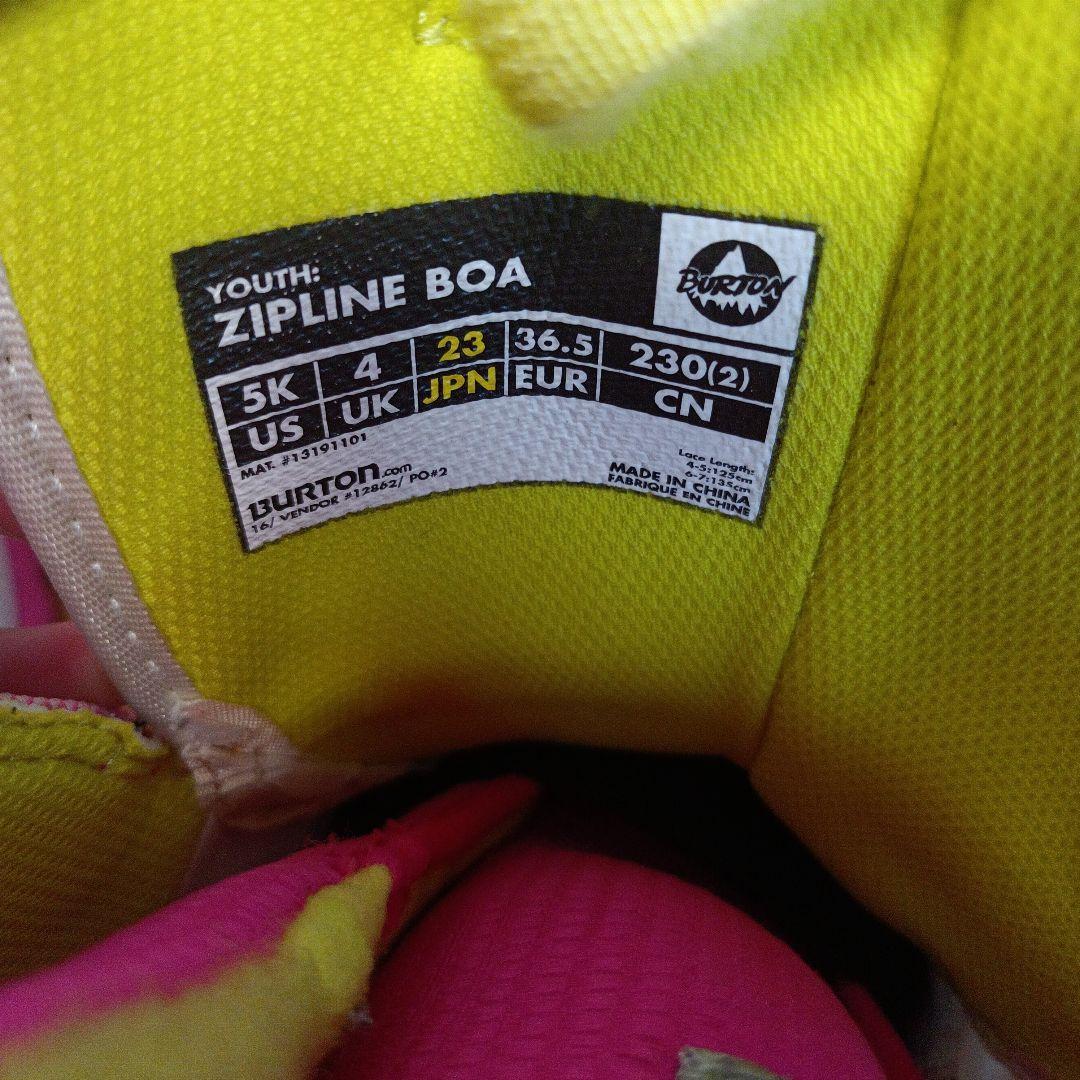 YOUTH:
ZIPLINE BOA
BURTON
5K 4 23 36.5 230(2)
US UK JPN EUR CN
MAT. #13191101
BURTON.com
16/ VENDOR #12862/ PO#2
Lace Length:
4-5:125cm
6-7:135cm
MADE IN CHINA
FABRIQUE EN CHINE